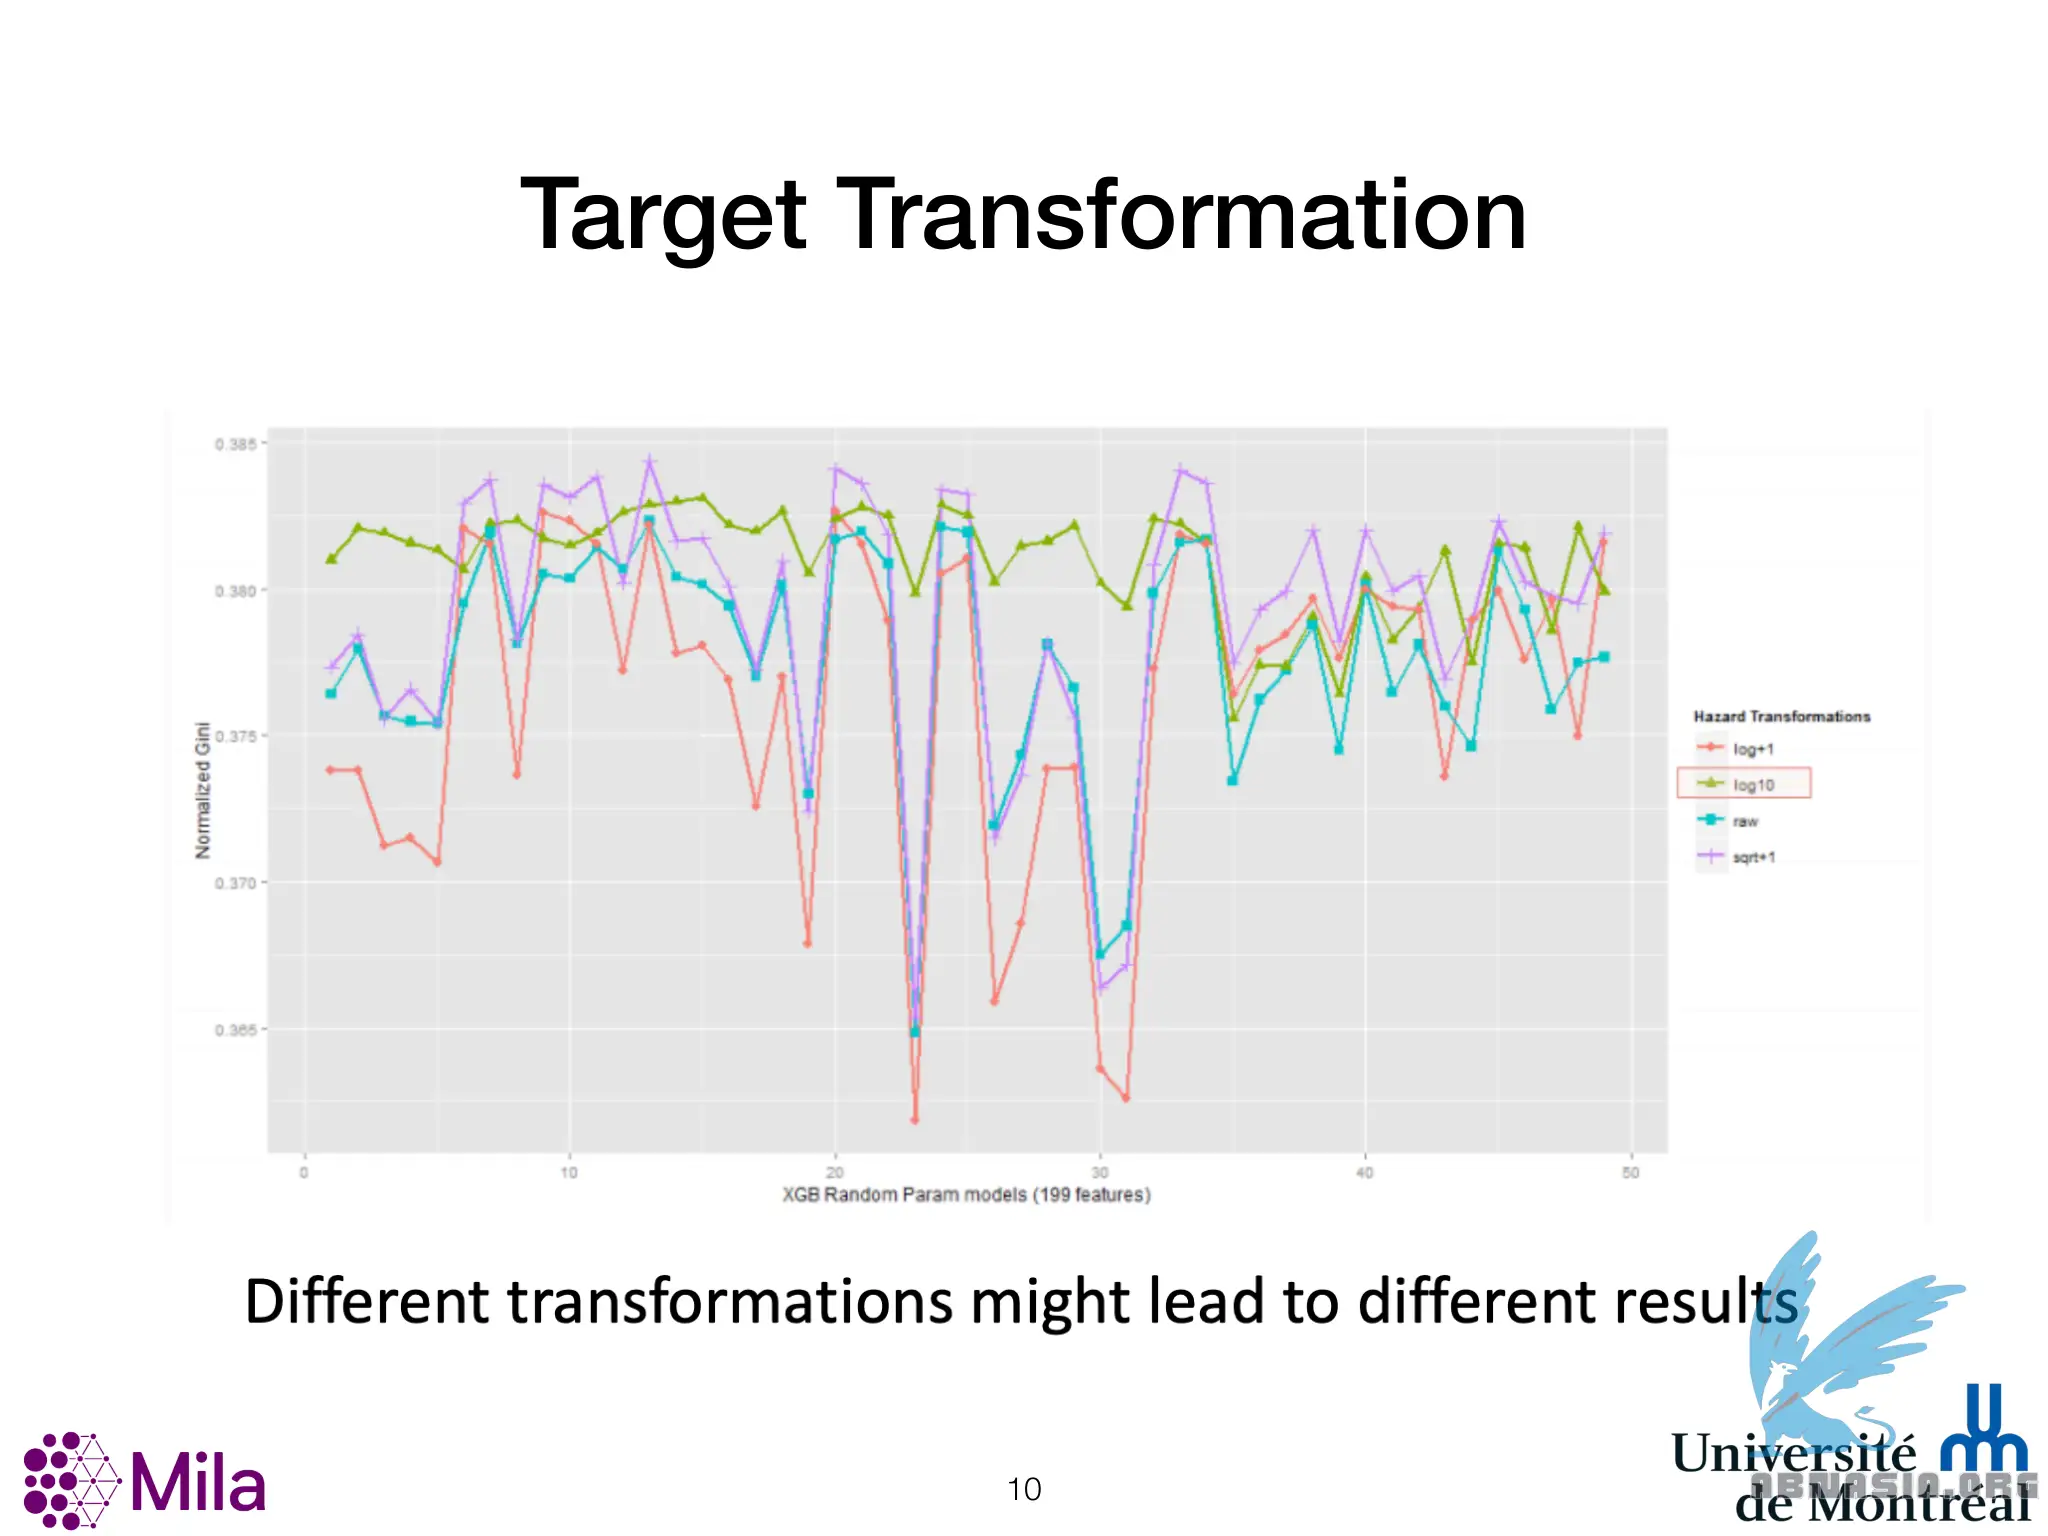 Target Transformation
0.385
0.380
0.375
0.370
0.365
Normalized Gini
0
10
20
30
40
50
XGB Random Param models (199 features)
Hazard Transformations
log+1
log10
raw
sqrt+1
Different transformations might lead to different results
Mila
10
Université
de Montréal
ABNASIA.ORG